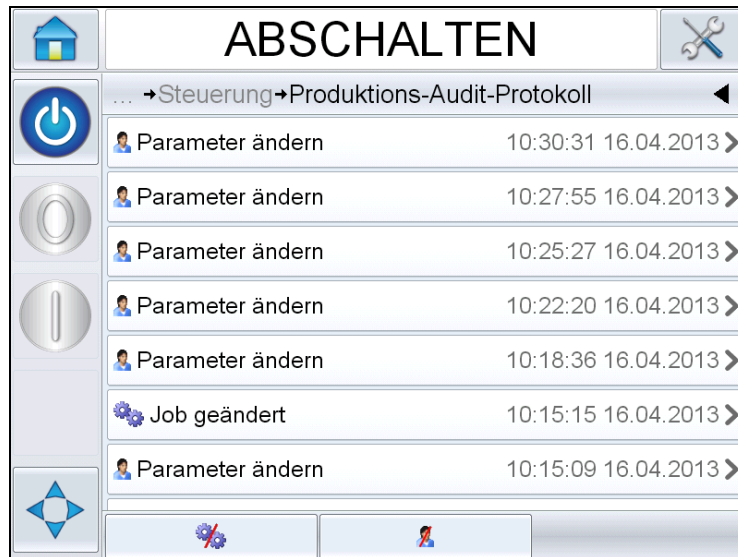 ABSCHALTEN
... →Steuerung→Produktions-Audit-Protokoll
Parameter ändern 10:30:31 16.04.2013
Parameter ändern 10:27:55 16.04.2013
Parameter ändern 10:25:27 16.04.2013
Parameter ändern 10:22:20 16.04.2013
Parameter ändern 10:18:36 16.04.2013
Job geändert 10:15:15 16.04.2013
Parameter ändern 10:15:09 16.04.2013